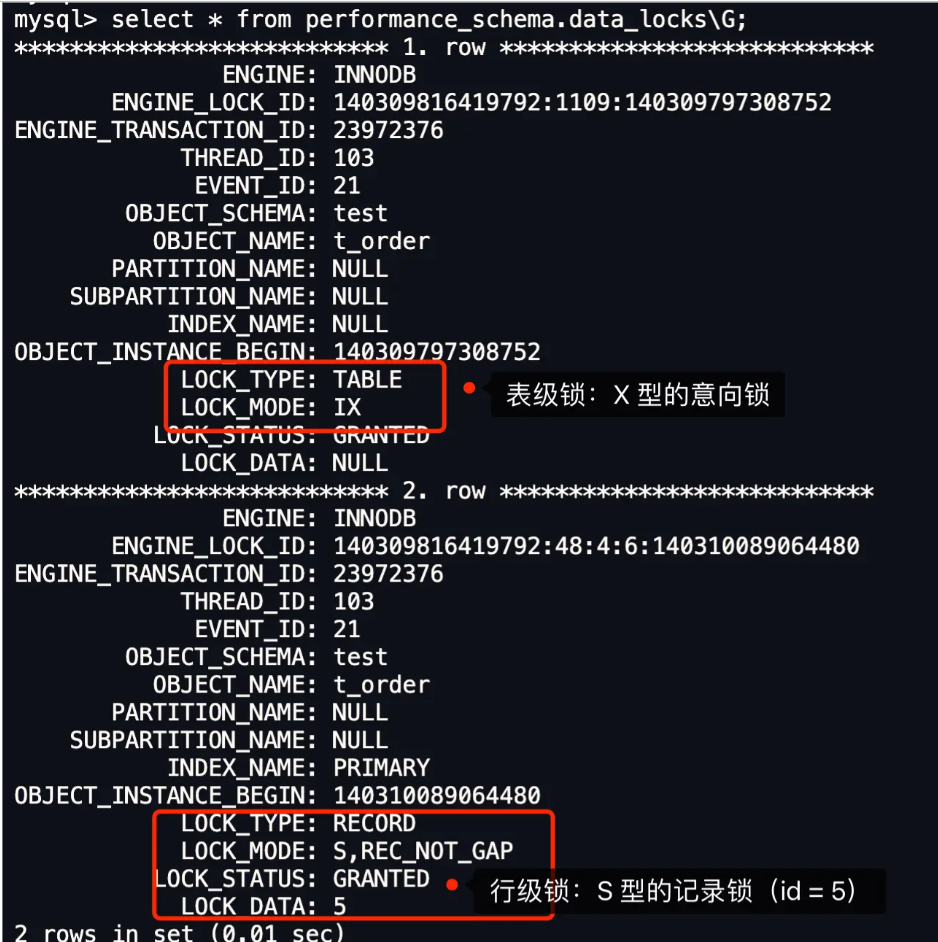 mysql> select * from performance_schema.data_locks\G;
*************************** 1. row ***************************
ENGINE: INNODB
ENGINE_LOCK_ID: 140309816419792:1109:140309797308752
ENGINE_TRANSACTION_ID: 23972376
THREAD_ID: 103
EVENT_ID: 21
OBJECT_SCHEMA: test
OBJECT_NAME: t_order
PARTITION_NAME: NULL
SUBPARTITION_NAME: NULL
INDEX_NAME: NULL
OBJECT_INSTANCE_BEGIN: 140309797308752
LOCK_TYPE: TABLE
表级锁：X 型的意向锁
LOCK_MODE: IX
LOCK_STATUS: GRANTED
LOCK_DATA: NULL
*************************** 2. row ***************************
ENGINE: INNODB
ENGINE_LOCK_ID: 140309816419792:48:4:6:140310089064480
ENGINE_TRANSACTION_ID: 23972376
THREAD_ID: 103
EVENT_ID: 21
OBJECT_SCHEMA: test
OBJECT_NAME: t_order
PARTITION_NAME: NULL
SUBPARTITION_NAME: NULL
INDEX_NAME: PRIMARY
OBJECT_INSTANCE_BEGIN: 140310089064480
LOCK_TYPE: RECORD
LOCK_MODE: S,REC_NOT_GAP
LOCK_STATUS: GRANTED
行级锁：S 型的记录锁（id = 5）
LOCK_DATA: 5
2 rows in set (0.01 sec)